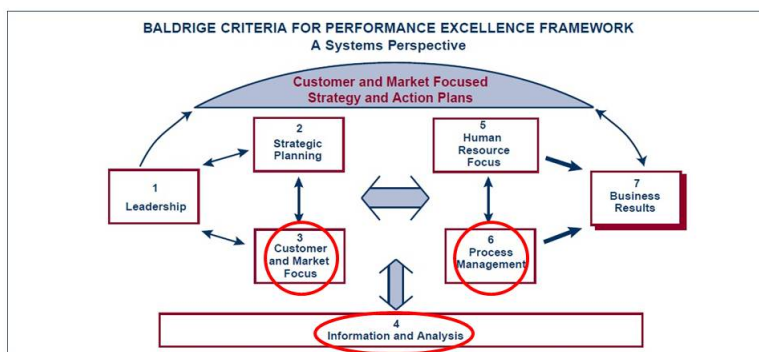 BALDRIGE CRITERIA FOR PERFORMANCE EXCELLENCE FRAMEWORK
A Systems Perspective
Customer and Market Focused
Strategy and Action Plans
2
Strategic
Planning
5
Human
Resource
Focus
1
Leadership
7
Business
Results
3
Customer
and Market
Focus
6
Process
Management
4
Information and Analysis